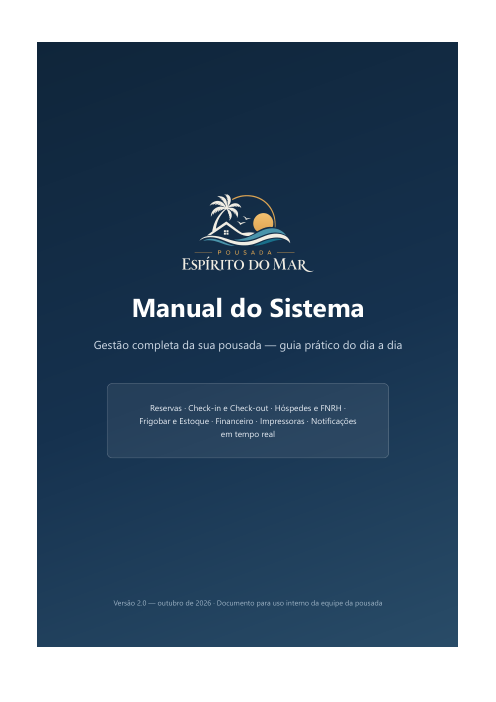 POUSADA
ESPÍRITO DO MAR
Manual do Sistema
Gestão completa da sua pousada — guia prático do dia a dia
Reservas · Check-in e Check-out · Hóspedes e FNRH ·
Frigobar e Estoque · Financeiro · Impressoras · Notificações
em tempo real
Versão 2.0 — outubro de 2026 · Documento para uso interno da equipe da pousada